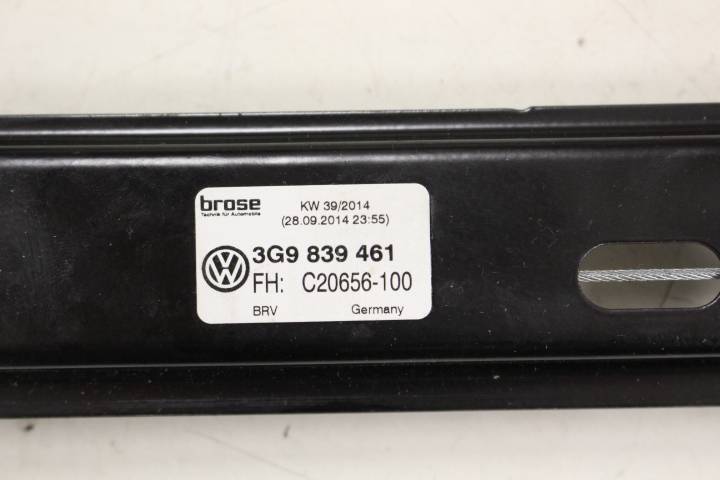 brose
Technik für Automobile
KW 39/2014
(28.09.2014 23:55)
VW
3G9 839 461
FH: C20656-100
BRV Germany